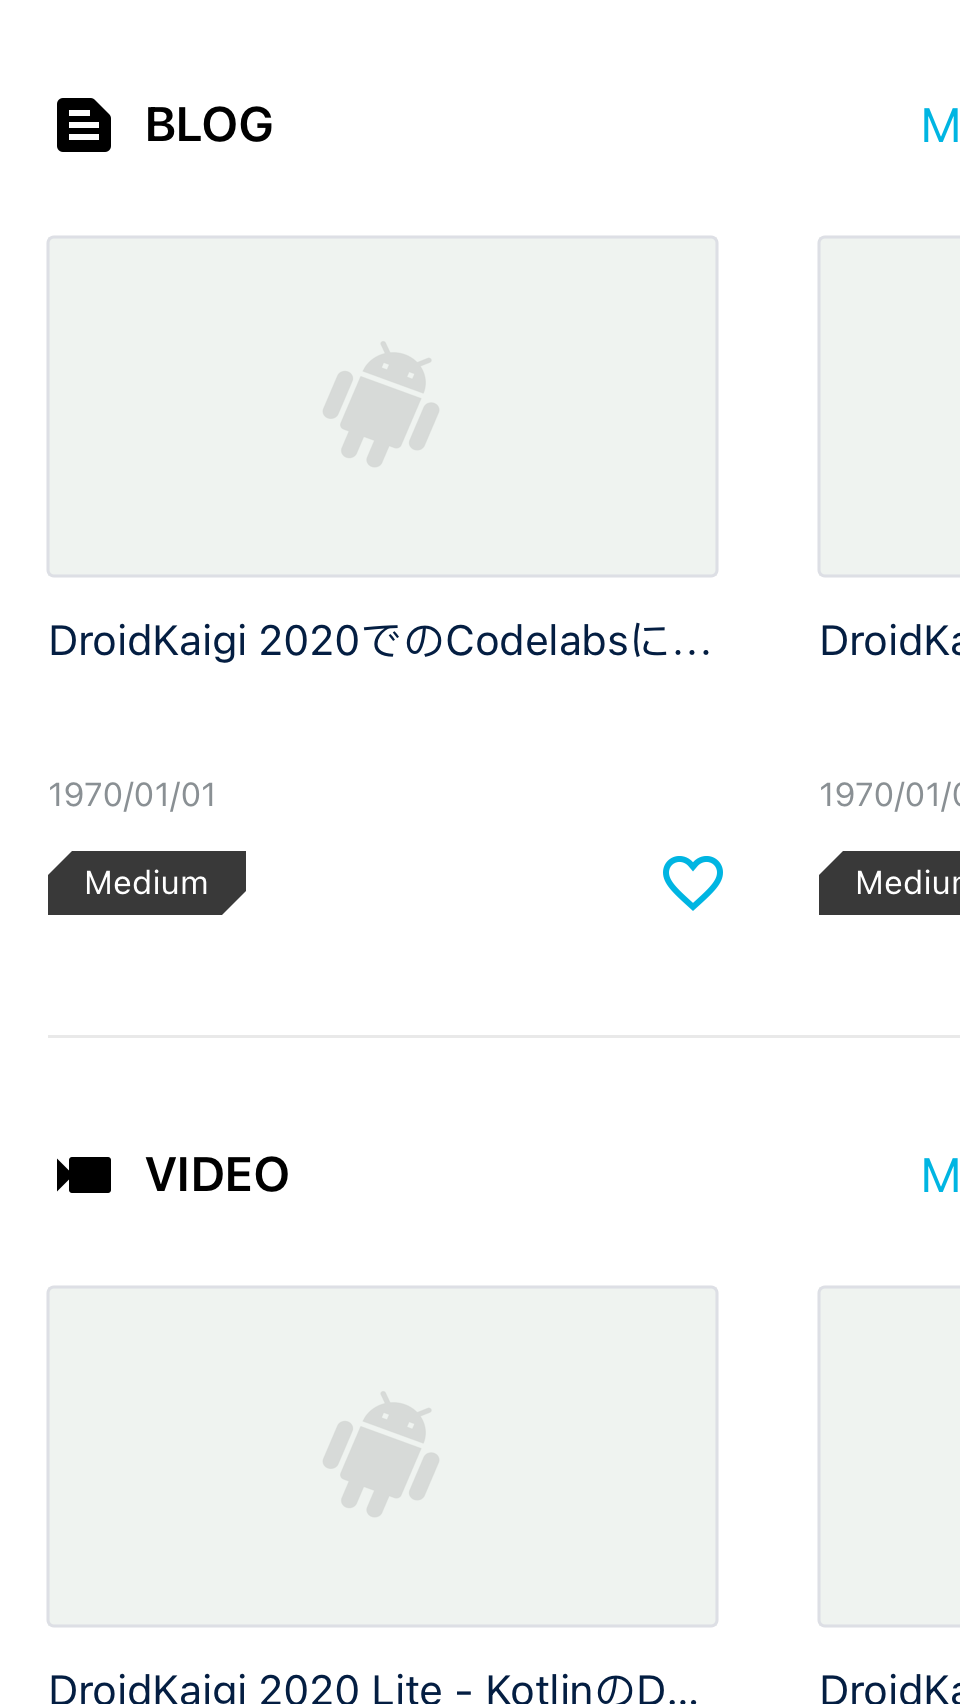 BLOG
DroidKaigi 2020でのCodelabsに...
DroidKa
1970/01/01
1970/01/0
Medium
Medium
VIDEO
DroidKaigi 2020 Lite - KotlinのD...
DroidKa